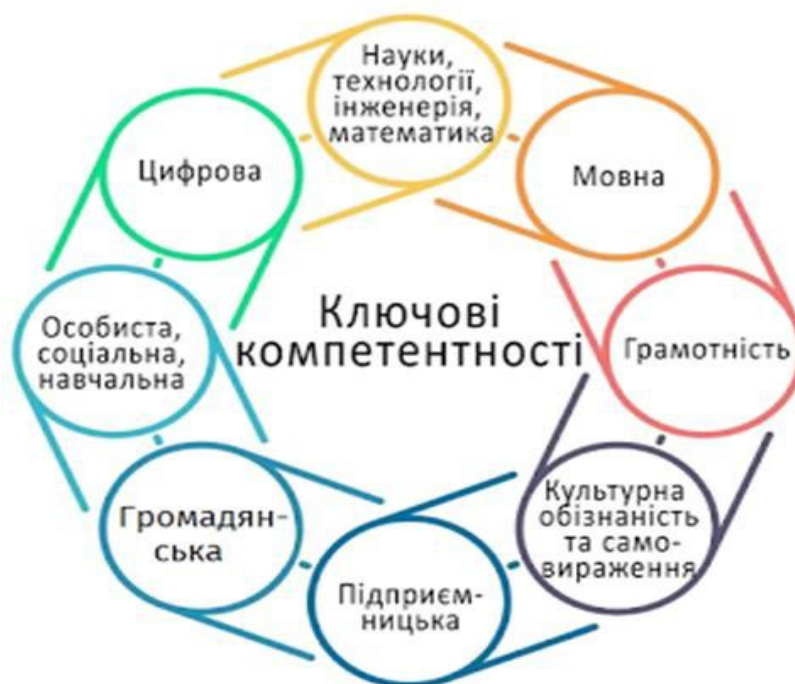 Науки,
технології,
інженерія,
математика
Цифрова
Мовна
Ключові
компетентності
Особиста,
соціальна,
навчальна
Грамотність
Громадян-
ська
Культурна
обізнаність
та само-
вираження
Підприєм-
ницька